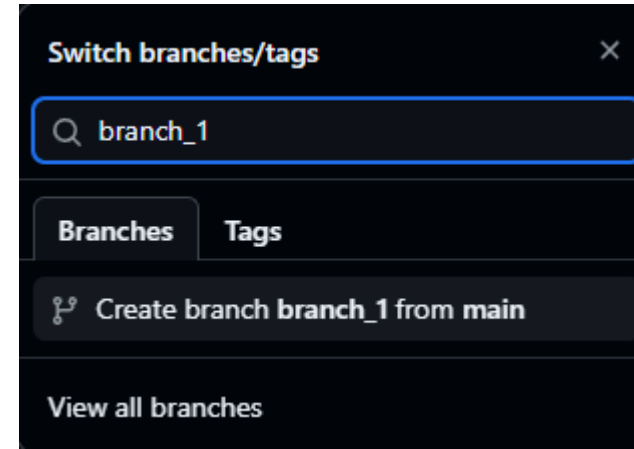 Switch branches/tags
branch_1
Branches Tags
Create branch branch_1 from main
View all branches